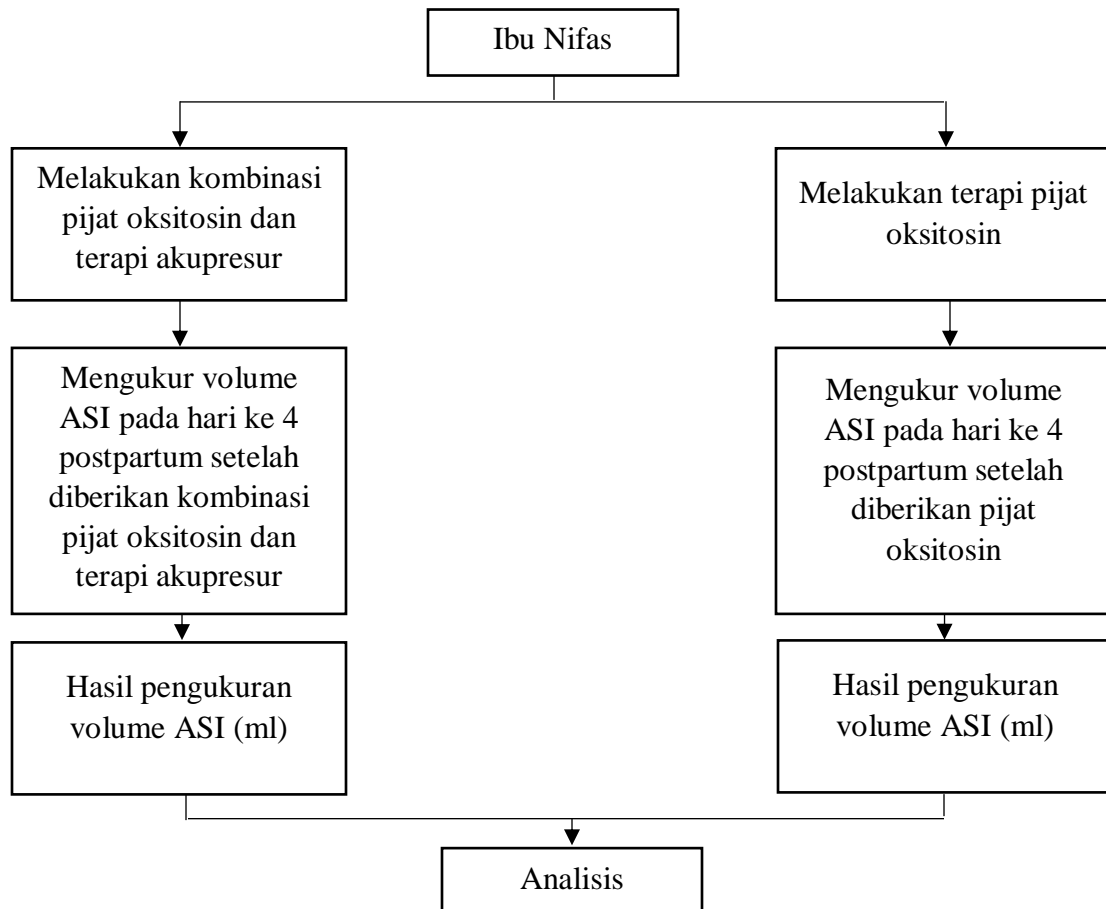 Ibu Nifas
Melakukan kombinasi
pijat oksitosin dan
terapi akupresur
Melakukan terapi pijat
oksitosin
Mengukur volume
ASI pada hari ke 4
postpartum setelah
diberikan kombinasi
pijat oksitosin dan
terapi akupresur
Mengukur volume
ASI pada hari ke 4
postpartum setelah
diberikan pijat
oksitosin
Hasil pengukuran
volume ASI (ml)
Hasil pengukuran
volume ASI (ml)
Analisis